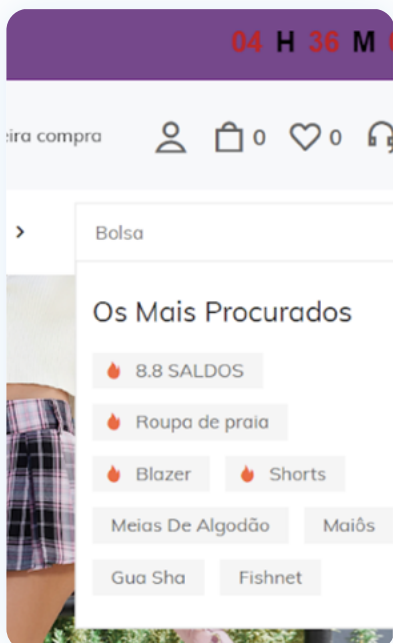 04 H 36 M
eira compra
0 0
Bolsa
Os Mais Procurados
8.8 SALDOS
Roupa de praia
Blazer Shorts
Meias De Algodão Maiôs
Gua Sha Fishnet